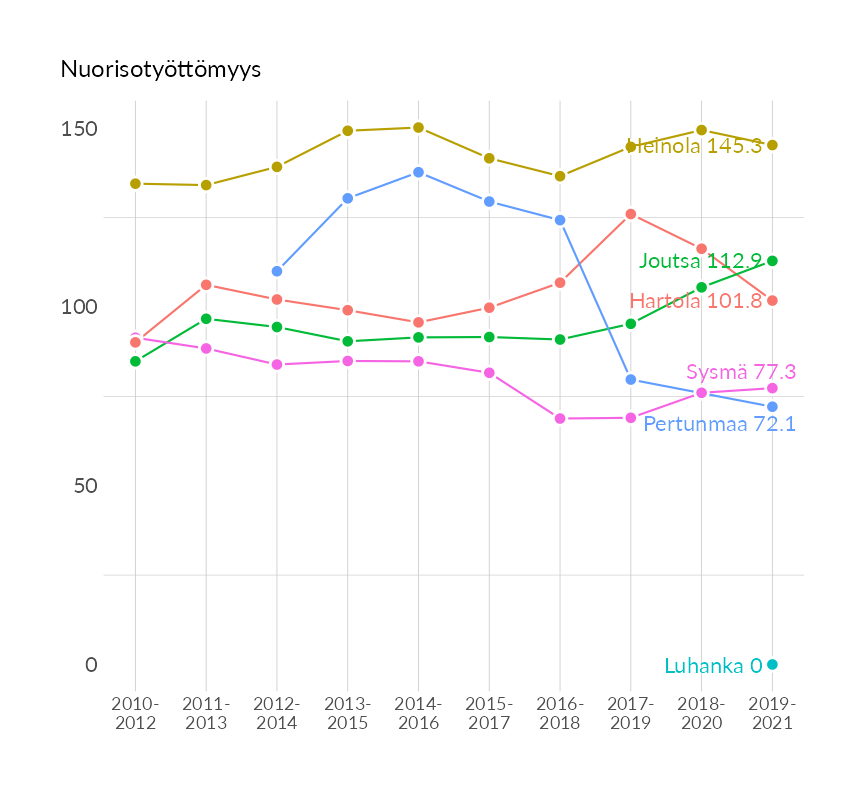 Nuorisotyöttömyys
150
Heinola 145.3
Joutsa 112.9
100
Hartola 101.8
Sysmä 77.3
Pertunmaa 72.1
50
0
Luhanka 0
2010- 2011- 2012- 2013- 2014- 2015- 2016- 2017- 2018- 2019-
2012 2013 2014 2015 2016 2017 2018 2019 2020 2021